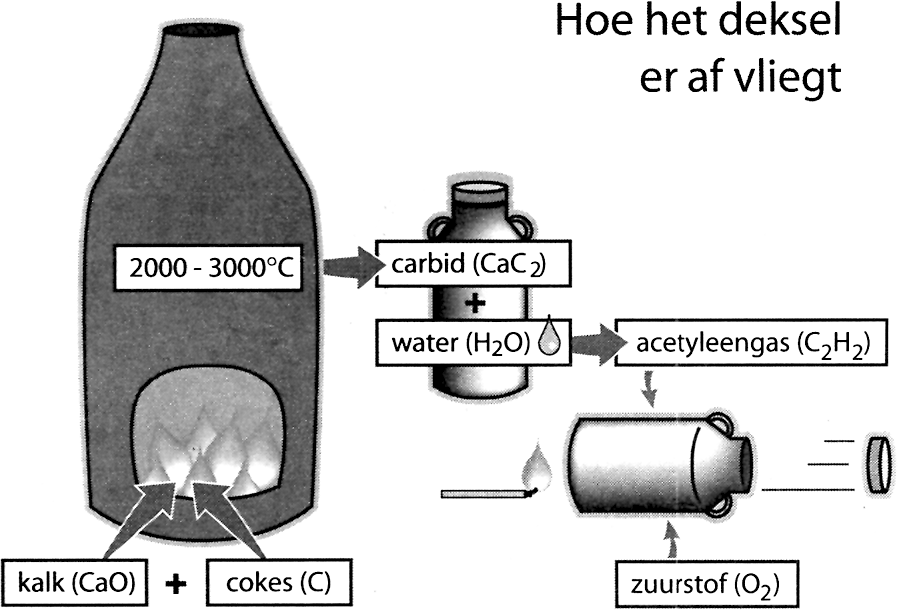 Hoe het deksel
er af vliegt
2000 - 3000°C
carbid (CaC₂)
+
water (H₂O)
acetyleengas (C₂H₂)
kalk (CaO) + cokes (C)
zuurstof (O₂)